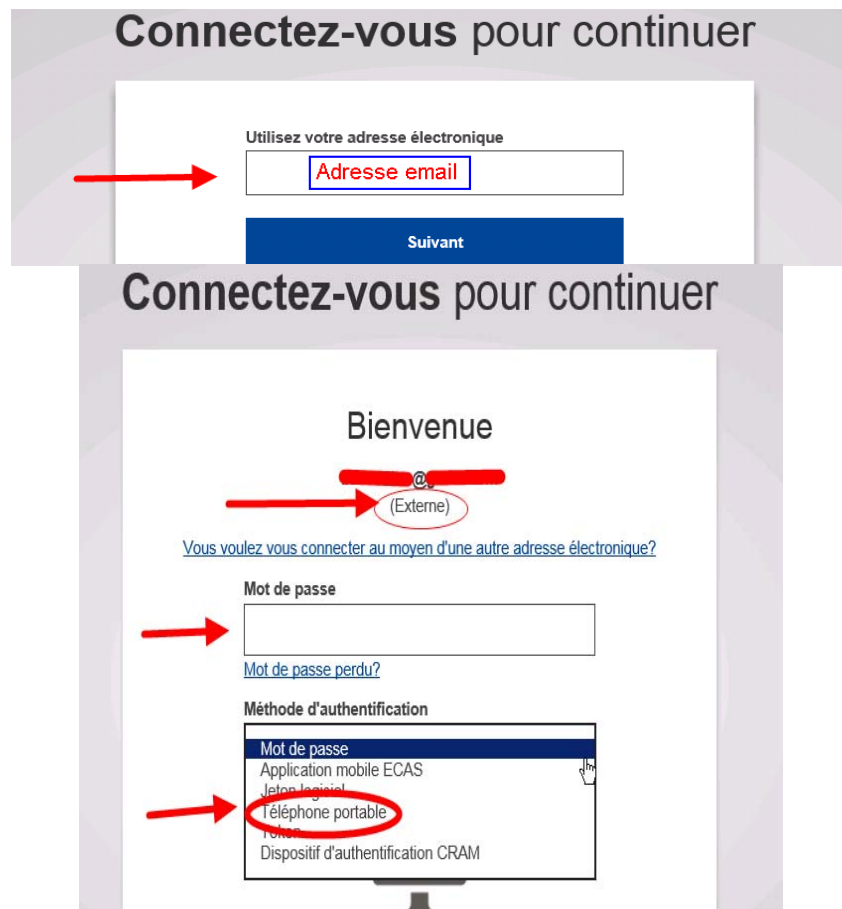 Connectez-vous pour continuer
Utilisez votre adresse électronique
Adresse email
Suivant
Connectez-vous pour continuer
Bienvenue
@
(Externe)
Vous voulez vous connecter au moyen d'une autre adresse électronique?
Mot de passe
Mot de passe perdu?
Méthode d'authentification
Mot de passe
Application mobile ECAS
Jeton logiciel
Téléphone portable
Token
Dispositif d'authentification CRAM